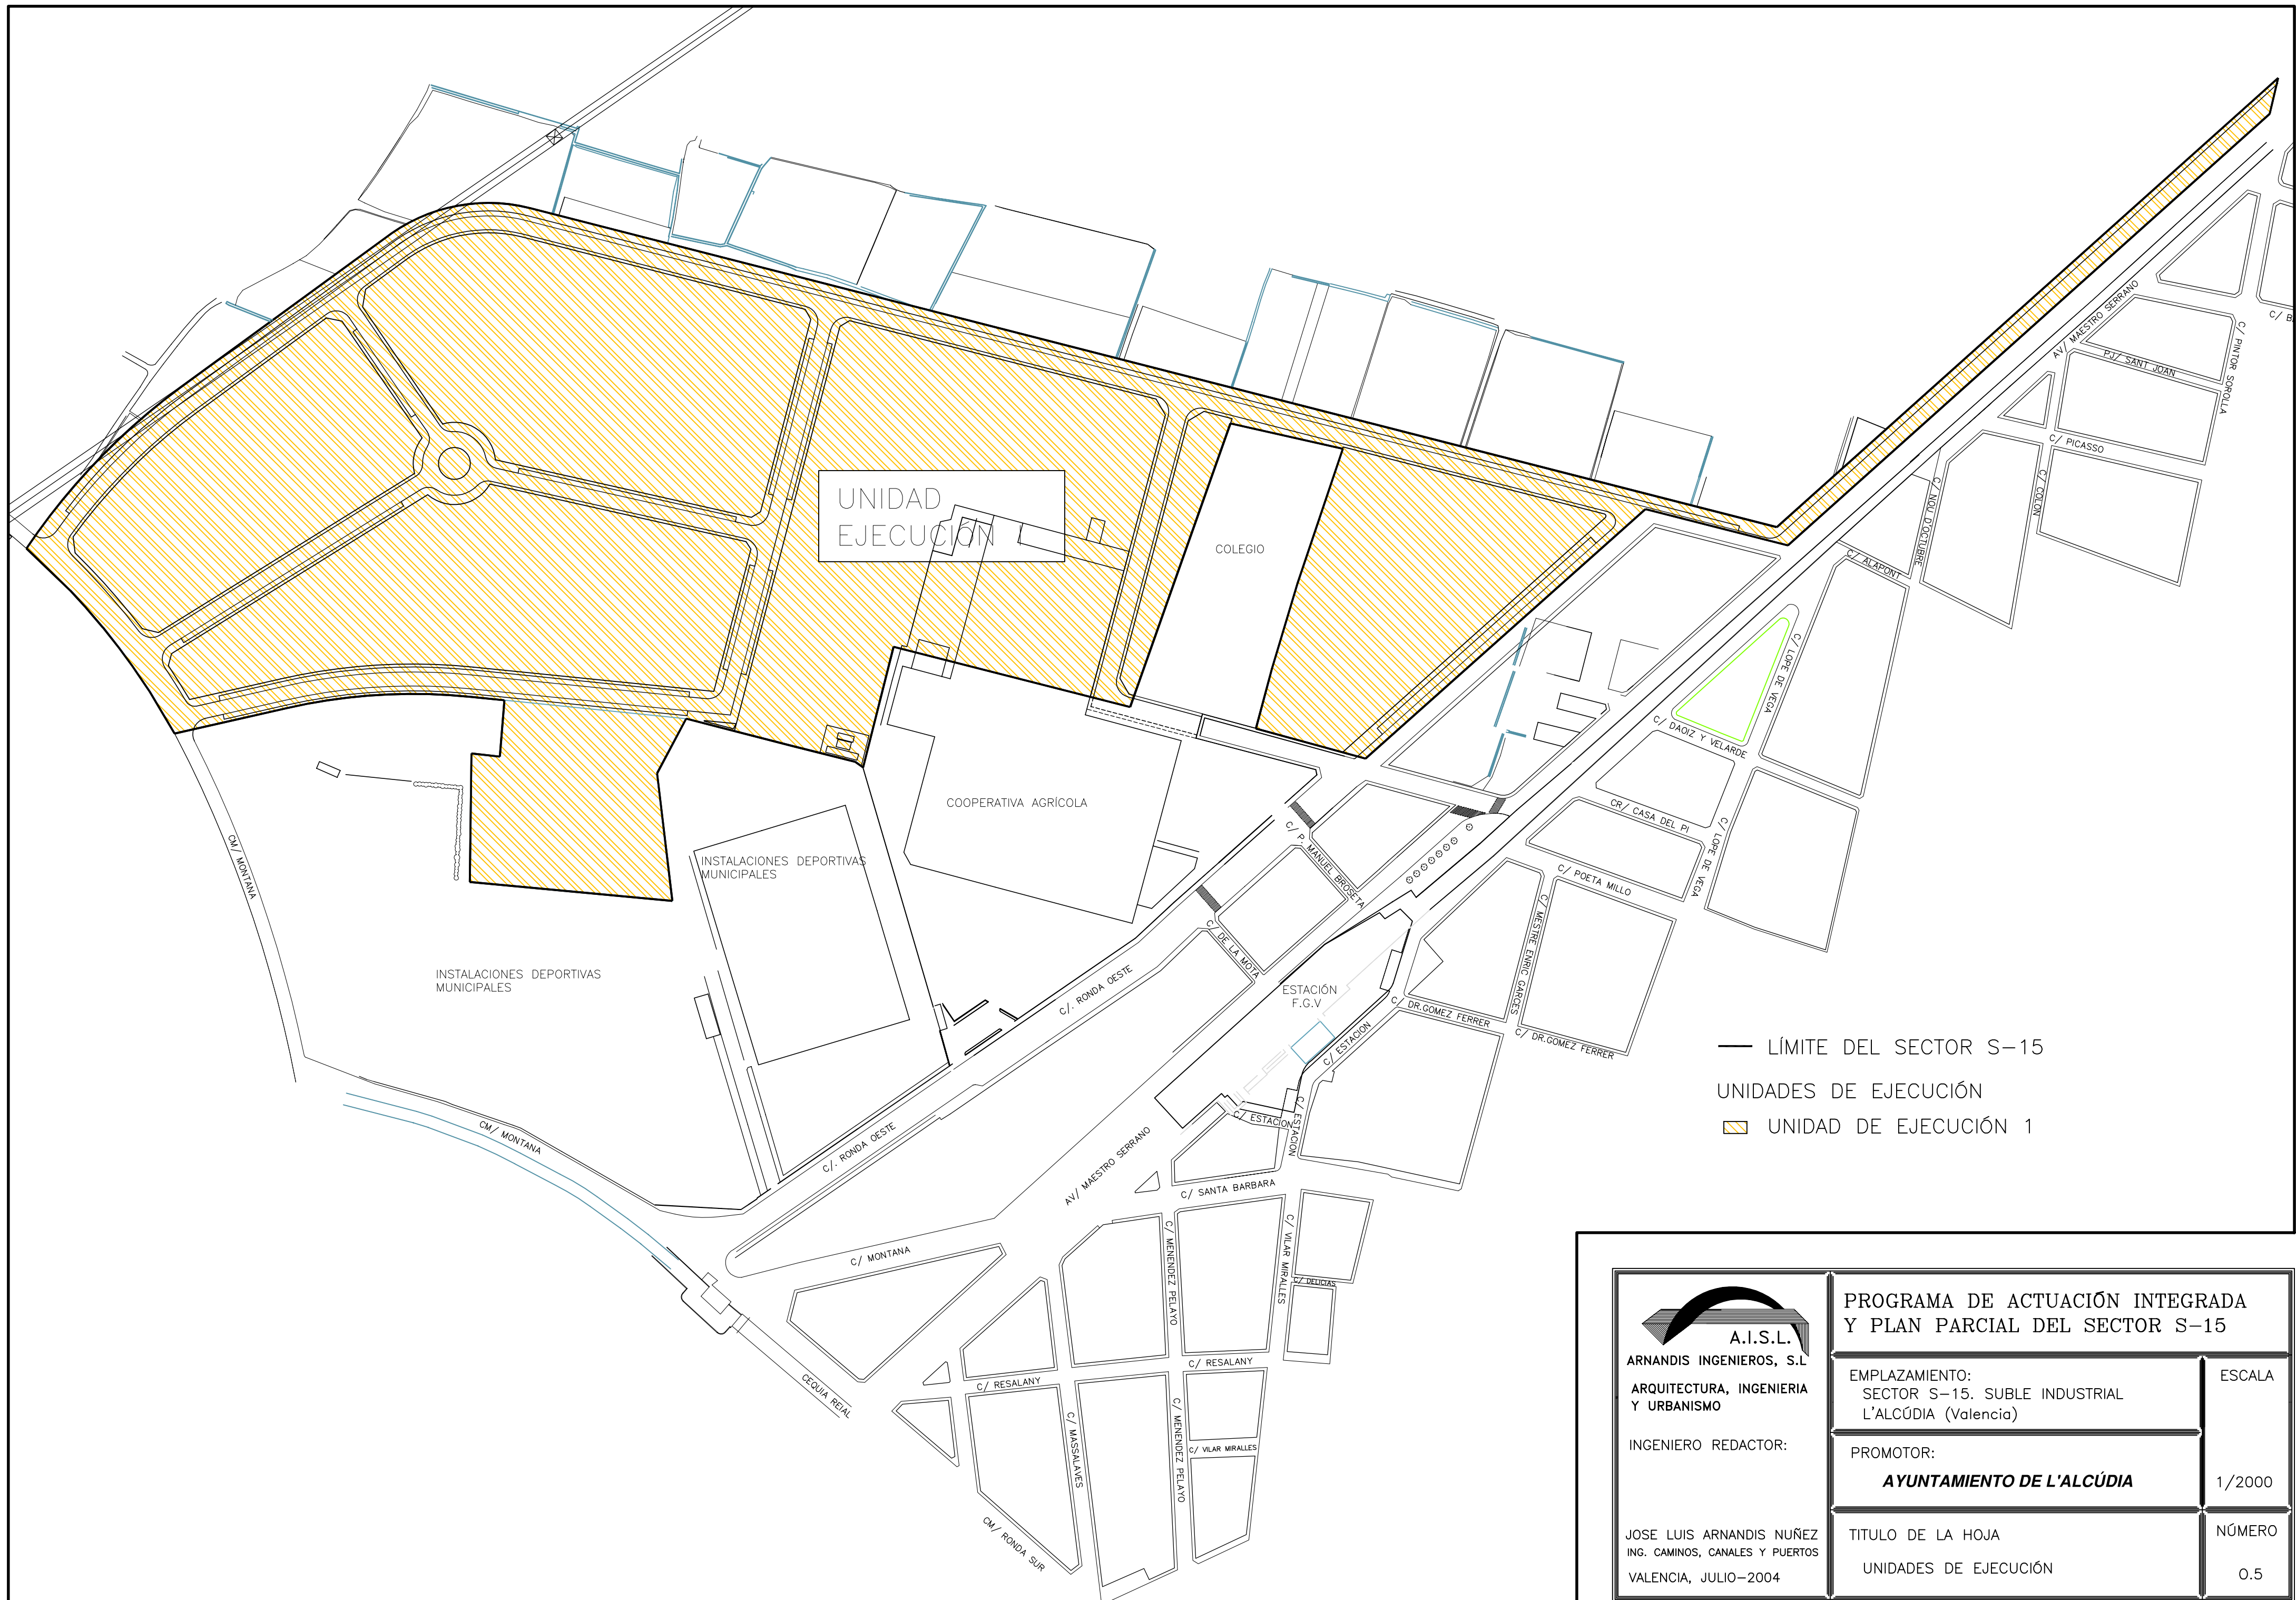 UNIDAD
EJECUCIÓN
COLEGIO
COOPERATIVA AGRÍCOLA
INSTALACIONES DEPORTIVAS
MUNICIPALES
INSTALACIONES DEPORTIVAS
MUNICIPALES
CM/ MONTANA
CM/ MONTANA
C/. RONDA OESTE
C/. RONDA OESTE
C/ P. MANUEL BROSETA
C/ DE LA MOTA
ESTACIÓN
F.G.V
C/ ESTACION
C/ ESTACION
C/ ESTACION
AV/ MAESTRO SERRANO
AV/ MAESTRO SERRANO
C/ PINTOR SOROLLA
PJ/ SANT JOAN
C/ B
C/ PICASSO
C/ COLON
C/ NOU D'OCTUBRE
C/ ALAPONT
C/ LOPE DE VEGA
C/ DAOIZ Y VELARDE
CR/ CASA DEL PI
C/ LOPE DE VEGA
C/ POETA MILLO
C/ MESTRE ENRIC GARCES
C/ DR.GOMEZ FERRER
C/ DR.GOMEZ FERRER
C/ SANTA BARBARA
C/ MENENDEZ PELAYO
C/ VILAR MIRALLES
C/ DELICIAS
C/ MONTANA
C/ RESALANY
C/ RESALANY
C/ MASSALAVES
C/ MENENDEZ PELAYO
C/ VILAR MIRALLES
CEQUIA REIAL
CM/ RONDA SUR
LÍMITE DEL SECTOR S-15
UNIDADES DE EJECUCIÓN
UNIDAD DE EJECUCIÓN 1
A.I.S.L.
ARNANDIS INGENIEROS, S.L
ARQUITECTURA, INGENIERIA
Y URBANISMO
INGENIERO REDACTOR:
JOSE LUIS ARNANDIS NUÑEZ
ING. CAMINOS, CANALES Y PUERTOS
VALENCIA, JULIO-2004
PROGRAMA DE ACTUACIÓN INTEGRADA
Y PLAN PARCIAL DEL SECTOR S-15
EMPLAZAMIENTO:
SECTOR S-15. SUBLE INDUSTRIAL
L'ALCÚDIA (Valencia)
ESCALA
1/2000
PROMOTOR:
AYUNTAMIENTO DE L'ALCÚDIA
TITULO DE LA HOJA
UNIDADES DE EJECUCIÓN
NÚMERO
0.5